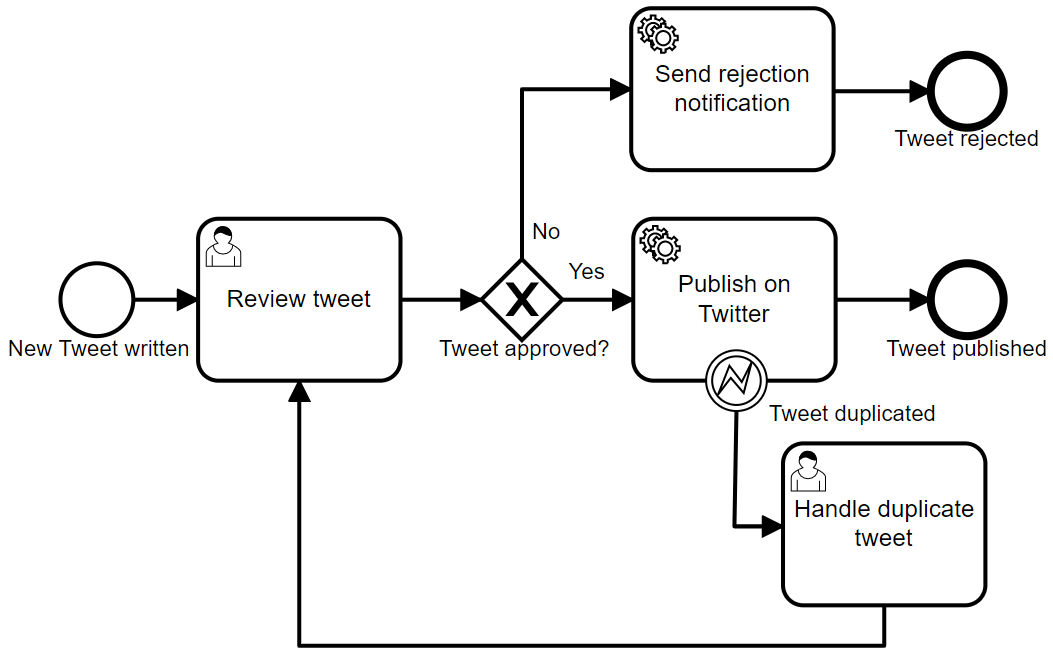 Send rejection
notification
Tweet rejected
No
Yes
Review tweet
Publish on
Twitter
New Tweet written
Tweet approved?
Tweet published
Tweet duplicated
Handle duplicate
tweet